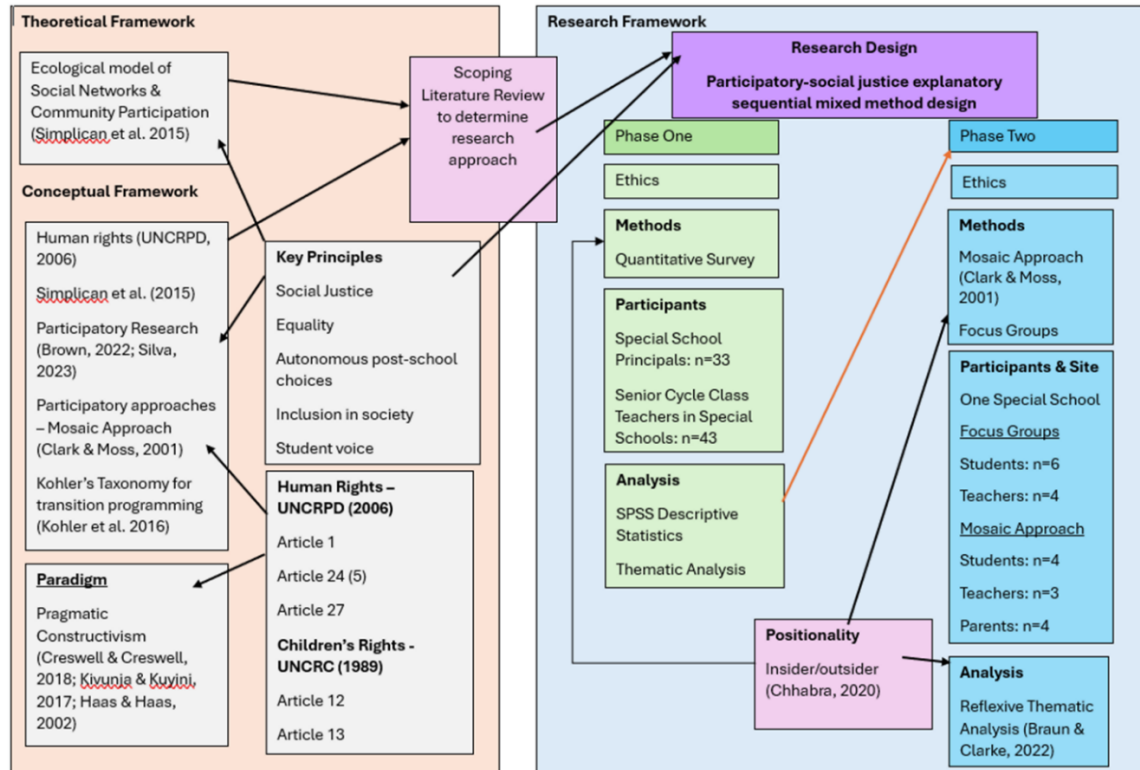 Theoretical Framework
Ecological model of
Social Networks &
Community Participation
(Simplican et al. 2015)
Conceptual Framework
Human rights (UNCRPD,
2006)
Simplican et al. (2015)
Participatory Research
(Brown, 2022; Silva,
2023)
Participatory approaches
– Mosaic Approach
(Clark & Moss, 2001)
Kohler's Taxonomy for
transition programming
(Kohler et al. 2016)
Paradigm
Pragmatic
Constructivism
(Creswell & Creswell,
2018; Kivunja & Kuyini,
2017; Haas & Haas,
2002)
Scoping
Literature Review
to determine
research
approach
Key Principles
Social Justice
Equality
Autonomous post-school
choices
Inclusion in society
Student voice
Human Rights –
UNCRPD (2006)
Article 1
Article 24 (5)
Article 27
Children's Rights -
UNCRC (1989)
Article 12
Article 13
Research Framework
Research Design
Participatory-social justice explanatory
sequential mixed method design
Phase One
Ethics
Methods
Quantitative Survey
Participants
Special School
Principals: n=33
Senior Cycle Class
Teachers in Special
Schools: n=43
Analysis
SPSS Descriptive
Statistics
Thematic Analysis
Positionality
Insider/outsider
(Chhabra, 2020)
Phase Two
Ethics
Methods
Mosaic Approach
(Clark & Moss,
2001)
Focus Groups
Participants & Site
One Special School
Focus Groups
Students: n=6
Teachers: n=4
Mosaic Approach
Students: n=4
Teachers: n=3
Parents: n=4
Analysis
Reflexive Thematic
Analysis (Braun &
Clarke, 2022)